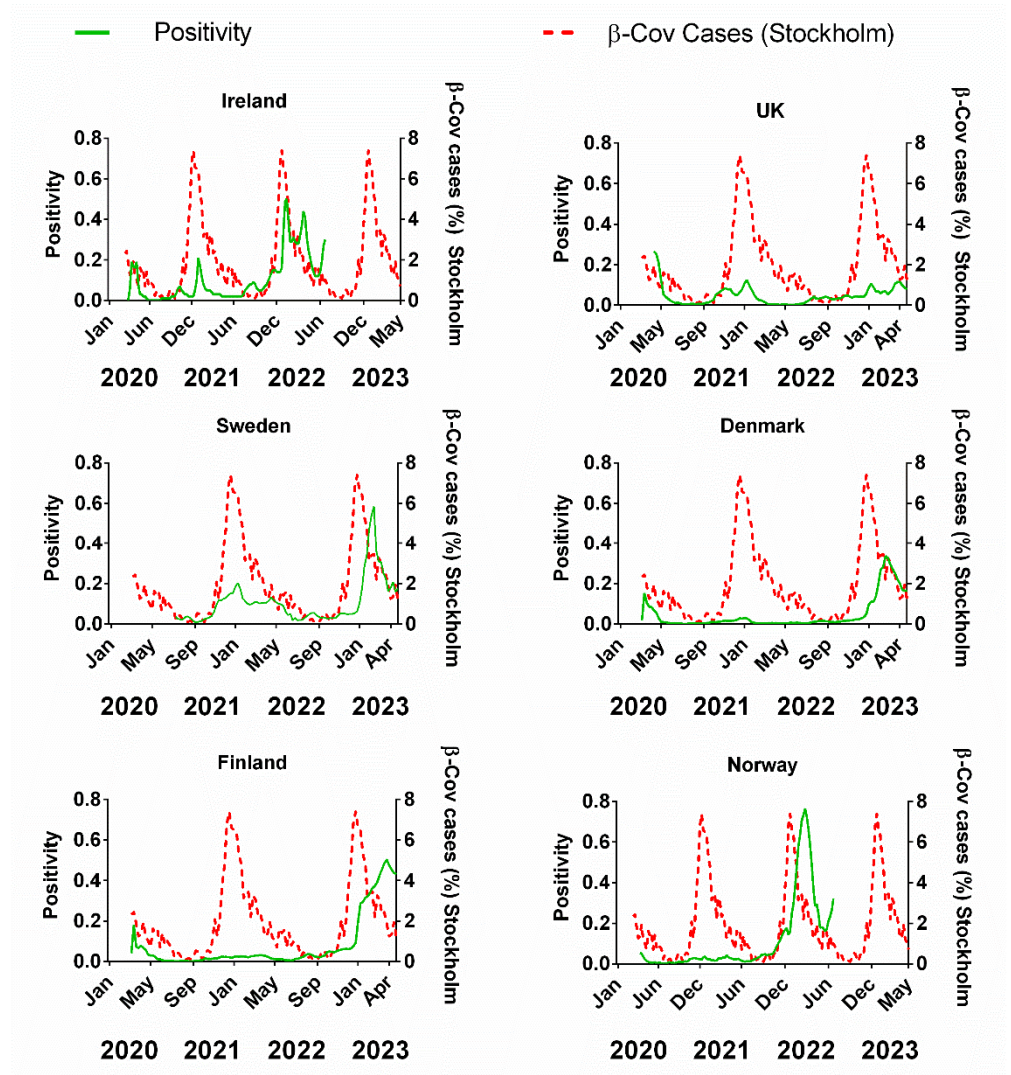 Positivity
β-Cov Cases (Stockholm)
Ireland
Positivity
β-Cov cases (%) Stockholm
0.8
0.6
0.4
0.2
0.0
8
6
4
2
0
Jan Jun Dec Jun Dec Jun Dec May
2020 2021 2022 2023
UK
Positivity
β-Cov cases (%) Stockholm
0.8
0.6
0.4
0.2
0.0
8
6
4
2
0
Jan May Sep Jan May Sep Jan Apr
2020 2021 2022 2023
Sweden
Positivity
β-Cov cases (%) Stockholm
0.8
0.6
0.4
0.2
0.0
8
6
4
2
0
Jan May Sep Jan May Sep Jan Apr
2020 2021 2022 2023
Denmark
Positivity
β-Cov cases (%) Stockholm
0.8
0.6
0.4
0.2
0.0
8
6
4
2
0
Jan May Sep Jan May Sep Jan Apr
2020 2021 2022 2023
Finland
Positivity
β-Cov cases (%) Stockholm
0.8
0.6
0.4
0.2
0.0
8
6
4
2
0
Jan May Sep Jan May Sep Jan Apr
2020 2021 2022 2023
Norway
Positivity
β-Cov cases (%) Stockholm
0.8
0.6
0.4
0.2
0.0
8
6
4
2
0
Jan Jun Dec Jun Dec Jun Dec May
2020 2021 2022 2023